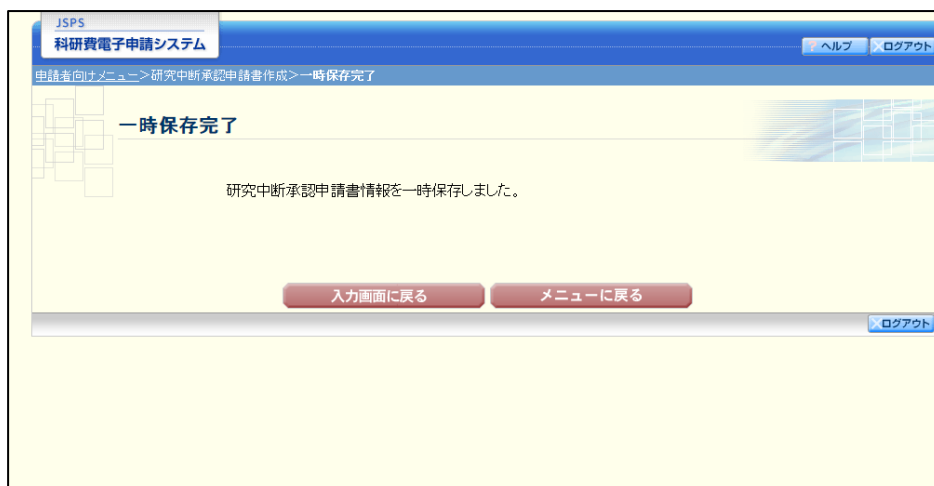 JSPS
科研費電子申請システム
? ヘルプ
ログアウト
申請者向けメニュー>研究中断承認申請書作成>一時保存完了
一時保存完了
研究中断承認申請書情報を一時保存しました。
入力画面に戻る
メニューに戻る
ログアウト